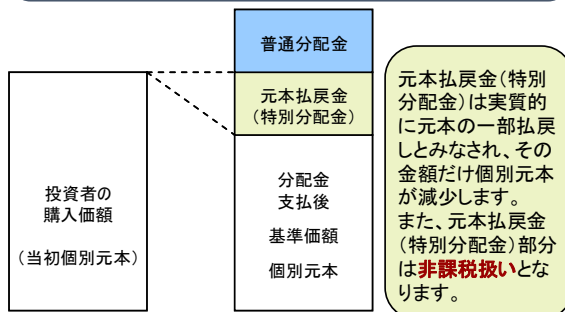 普通分配金
元本払戻金
(特別分配金)
投資者の
購入価額
(当初個別元本)
分配金
支払後
基準価額
個別元本
元本払戻金(特別
分配金)は実質的
に元本の一部払戻
しとみなされ、その
金額だけ個別元本
が減少します。
また、元本払戻金
(特別分配金)部分
は非課税扱いとな
ります。